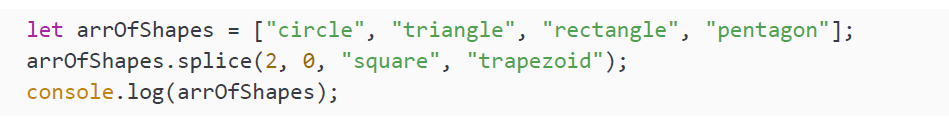 let arrOfShapes = ["circle", "triangle", "rectangle", "pentagon"];
arrOfShapes.splice(2, 0, "square", "trapezoid");
console.log(arrOfShapes);